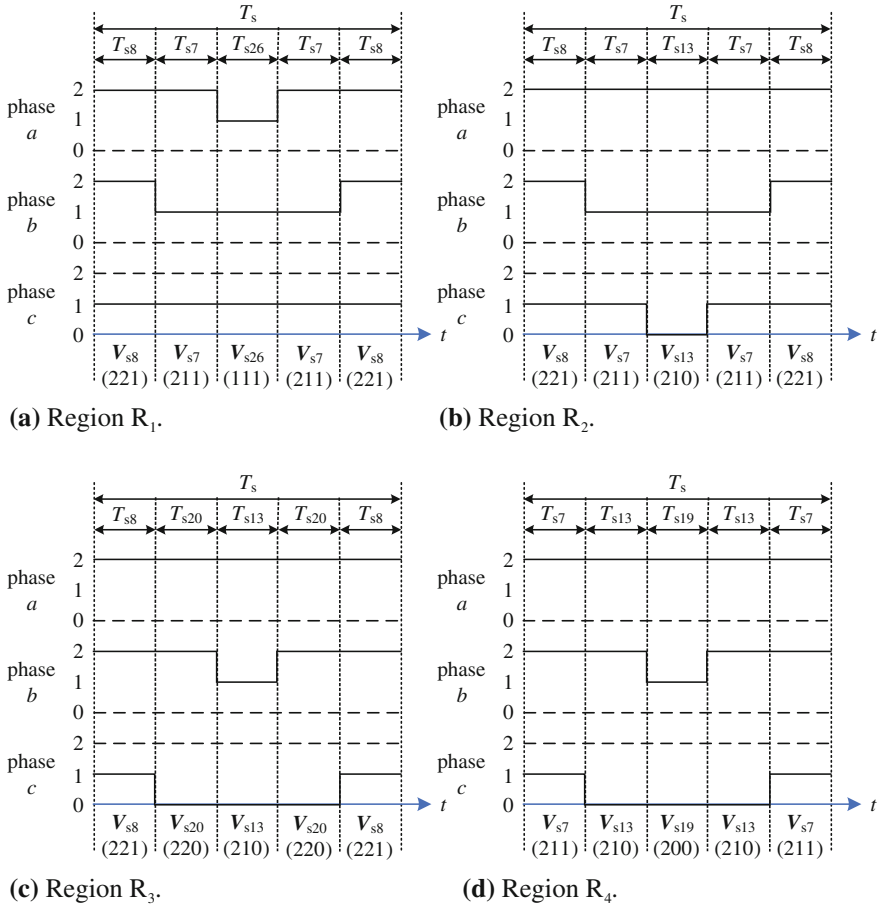 Ts
Ts8 Ts7 Ts26 Ts7 Ts8
phase a
2
1
0
phase b
2
1
0
phase c
2
1
0
t
Vs8 Vs7 Vs26 Vs7 Vs8
(221) (211) (111) (211) (221)
(a) Region R1.
Ts
Ts8 Ts7 Ts13 Ts7 Ts8
phase a
2
1
0
phase b
2
1
0
phase c
2
1
0
t
Vs8 Vs7 Vs13 Vs7 Vs8
(221) (211) (210) (211) (221)
(b) Region R2.
Ts
Ts8 Ts20 Ts13 Ts20 Ts8
phase a
2
1
0
phase b
2
1
0
phase c
2
1
0
t
Vs8 Vs20 Vs13 Vs20 Vs8
(221) (220) (210) (220) (221)
(c) Region R3.
Ts
Ts7 Ts13 Ts19 Ts13 Ts7
phase a
2
1
0
phase b
2
1
0
phase c
2
1
0
t
Vs7 Vs13 Vs19 Vs13 Vs7
(211) (210) (200) (210) (211)
(d) Region R4.